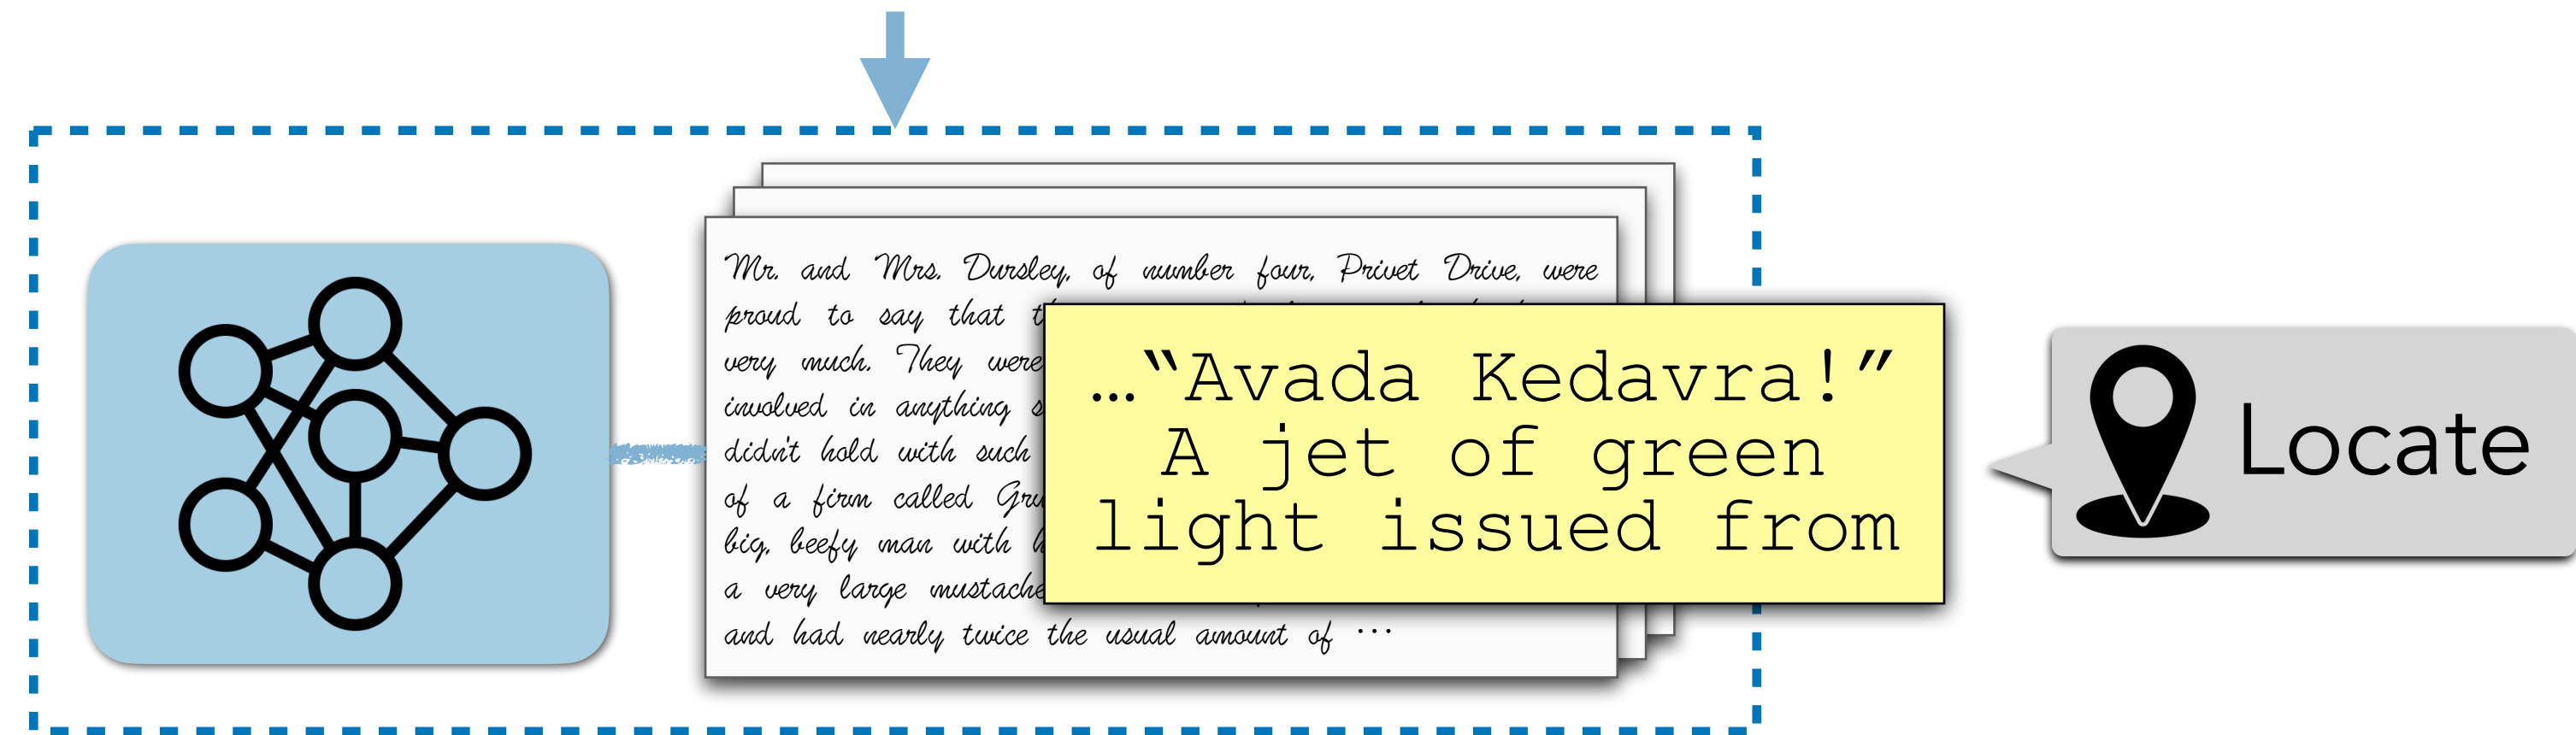 Mr. and Mrs. Dursley, of number four, Privet Drive, were
proud to say that
very much. They were
involved in anything
didn't hold with such
of a firm called
big, beefy man with
a very large mustache
and had nearly twice the usual amount of ...
…“Avada Kedavra!”
A jet of green
light issued from
Locate